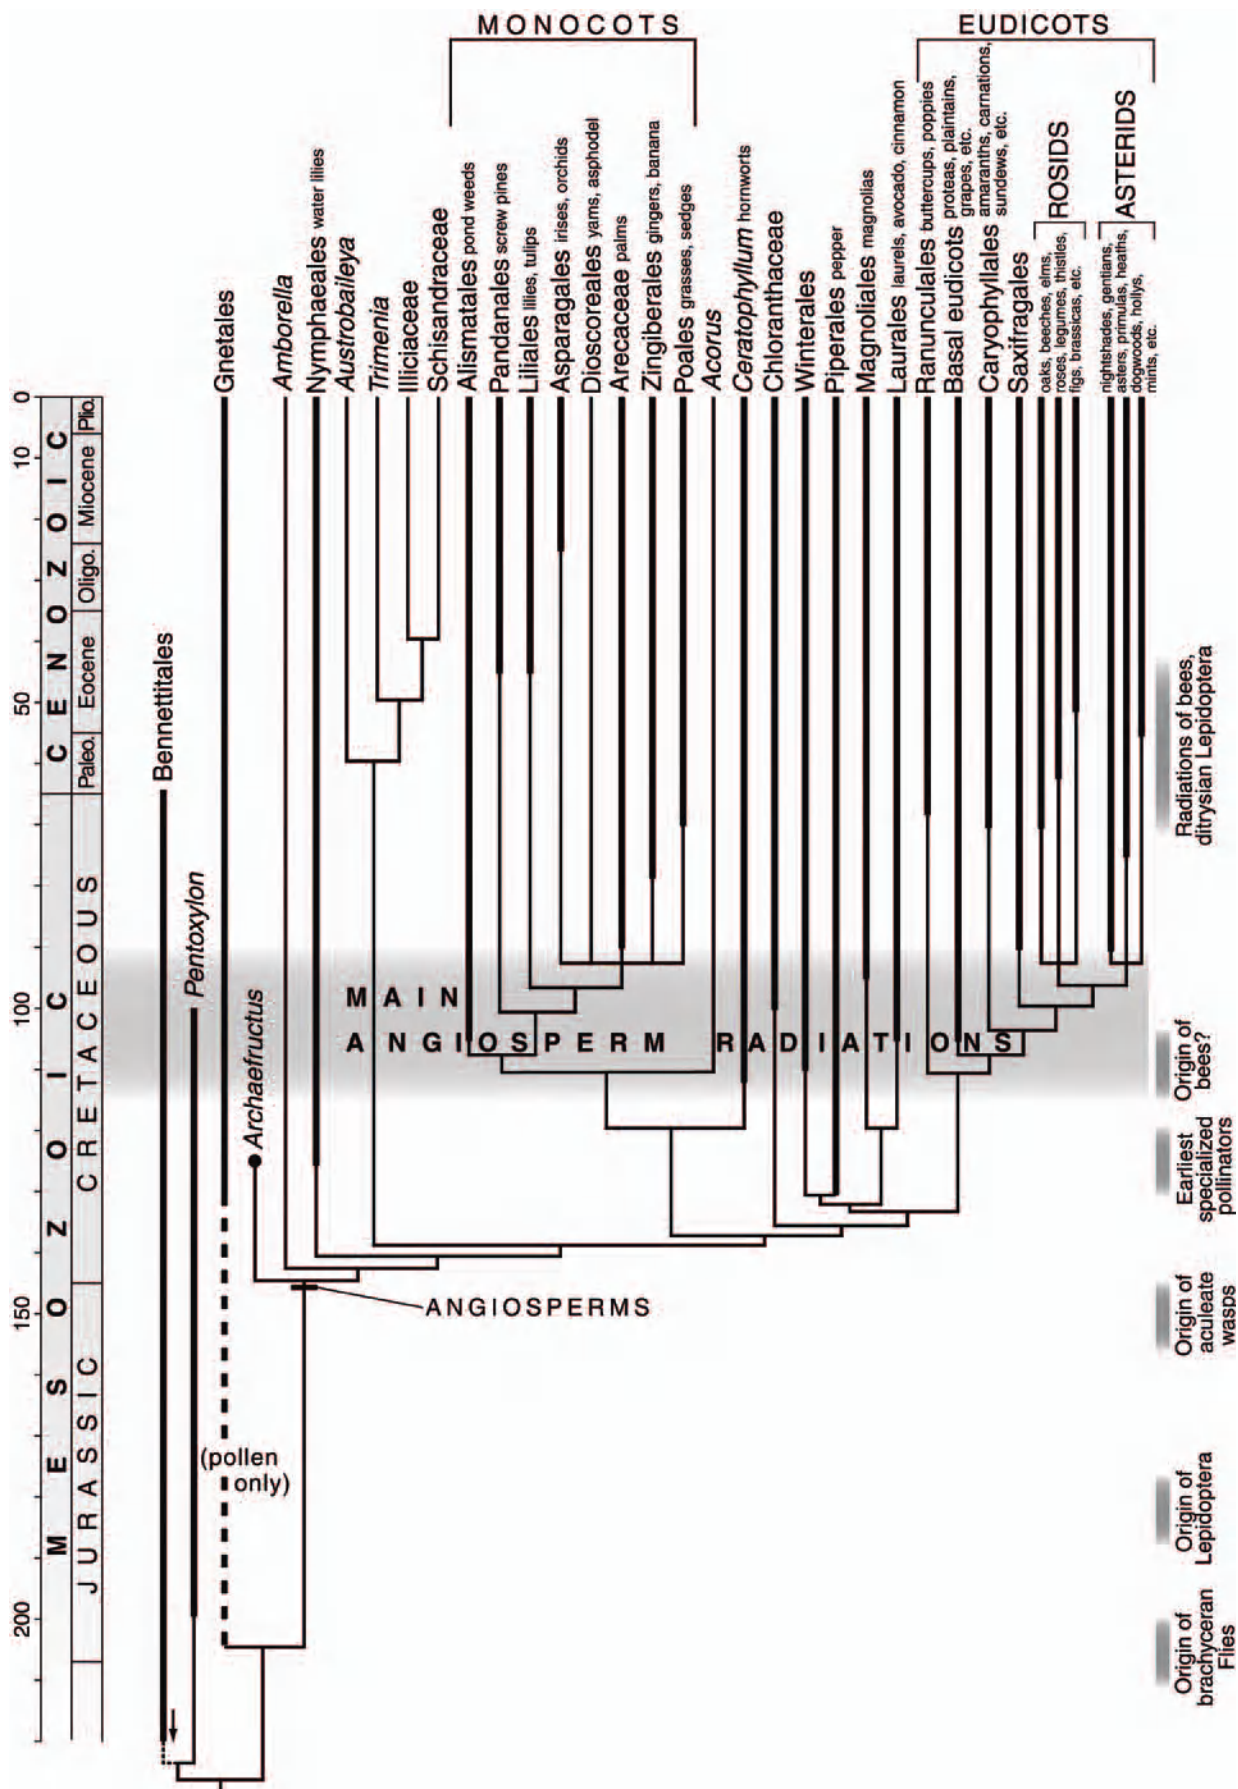 MONOCOTS
EUDICOTS
ROSIDS
ASTERIDS
Bennettitales
Pentoxylon
Gnetales
Archaefructus
Amborella
Nymphaeales water lillies
Austrobaileya
Trimenia
Illiciaceae
Schisandraceae
Alismatales pond weeds
Pandanales screw pines
Liliales lillies, tulips
Asparagales irises, orchids
Dioscoreales yams, asphodel
Arecaceae palms
Zingiberales gingers, banana
Poales grasses, sedges
Acorus
Ceratophyllum hornworts
Chloranthaceae
Winterales
Piperales pepper
Magnoliales magnolias
Laurales laurels, avocado, cinnamon
Ranunculales buttercups, poppies
Basal eudicots proteas, plaintains,
grapes, etc.
Caryophyllales amaranths, carnations,
sundews, etc.
Saxifragales
oaks, beeches, elms,
roses, legumes, thistles,
figs, brassicas, etc.
nightshades, gentians,
asters, primulas, heaths,
dogwoods, hollys,
mints, etc.
0
10
50
100
150
200
CENOZOIC
MESOZOIC
Plio.
Miocene
Oligo.
Eocene
Paleo.
CRETACEOUS
JURASSIC
MAIN
ANGIOSPERM RADIATIONS
ANGIOSPERMS
(pollen
only)
Radiations of bees,
ditrysian Lepidoptera
Origin of
bees?
Earliest
specialized
pollinators
Origin of
aculeate
wasps
Origin of
Lepidoptera
Origin of
brachyceran
Flies